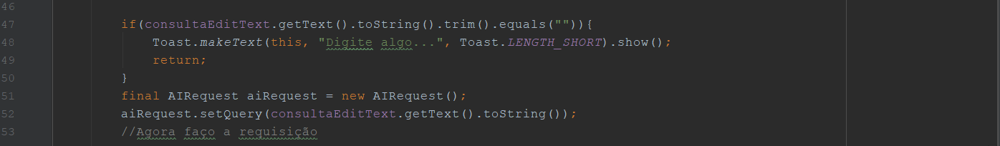 46
47 if(consultaEditText.getText().toString().trim().equals("")){
48 Toast.makeText(this, "Digite algo...", Toast.LENGTH_SHORT).show();
49 return;
50 }
51 final AIRequest aiRequest = new AIRequest();
52 aiRequest.setQuery(consultaEditText.getText().toString());
53 //Agora faço a requisição